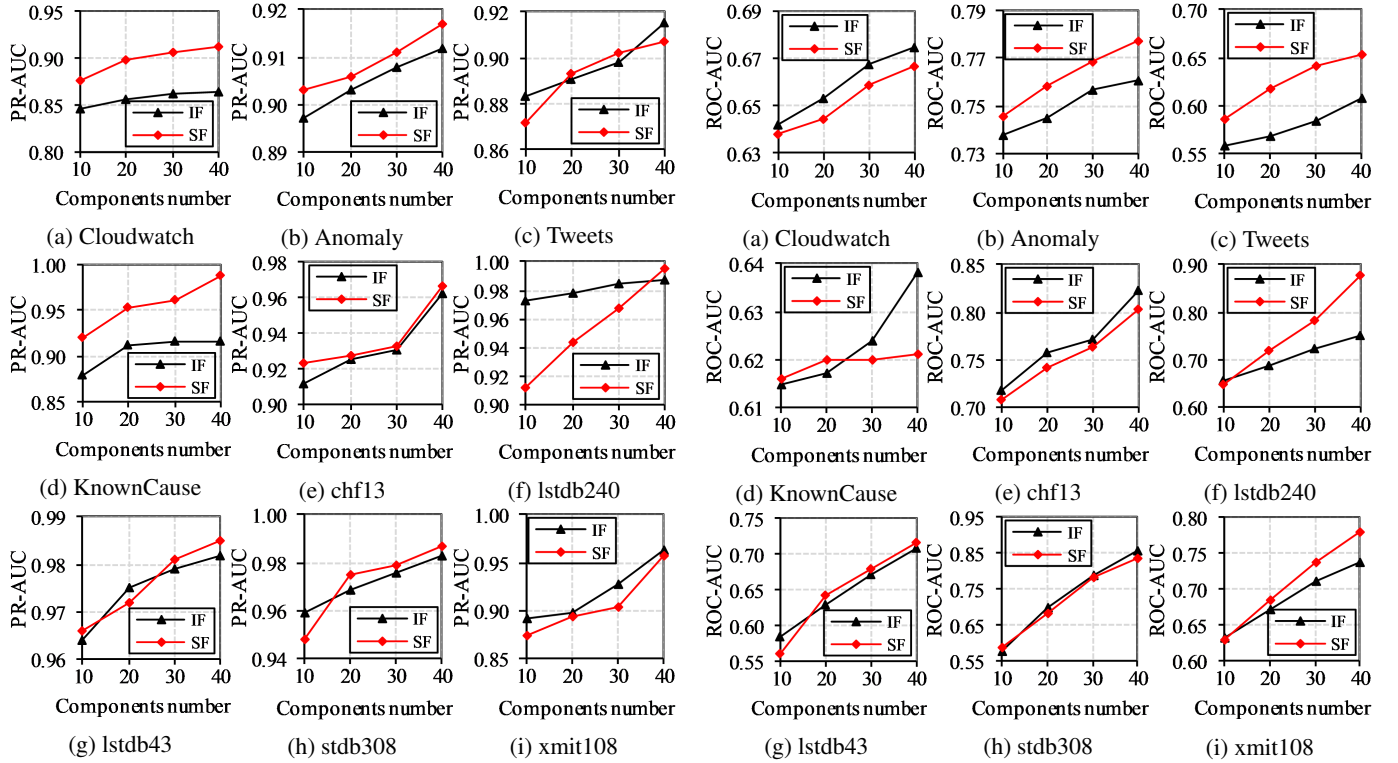 PR-AUC
0.95
0.90
0.85
0.80
IF
SF
10 20 30 40
Components number
(a) Cloudwatch
PR-AUC
0.92
0.91
0.90
0.89
IF
SF
10 20 30 40
Components number
(b) Anomaly
PR-AUC
0.92
0.90
0.88
0.86
IF
SF
10 20 30 40
Components number
(c) Tweets
ROC-AUC
0.69
0.67
0.65
0.63
IF
SF
10 20 30 40
Components number
(a) Cloudwatch
ROC-AUC
0.79
0.77
0.75
0.73
IF
SF
10 20 30 40
Components number
(b) Anomaly
ROC-AUC
0.70
0.65
0.60
0.55
IF
SF
10 20 30 40
Components number
(c) Tweets
PR-AUC
1.00
0.95
0.90
0.85
IF
SF
10 20 30 40
Components number
(d) KnownCause
PR-AUC
0.98
0.96
0.94
0.92
0.90
IF
SF
10 20 30 40
Components number
(e) chf13
PR-AUC
1.00
0.98
0.96
0.94
0.92
0.90
IF
SF
10 20 30 40
Components number
(f) lstdb240
ROC-AUC
0.64
0.63
0.62
0.61
IF
SF
10 20 30 40
Components number
(d) KnownCause
ROC-AUC
0.85
0.80
0.75
0.70
IF
SF
10 20 30 40
Components number
(e) chf13
ROC-AUC
0.90
0.80
0.70
0.60
IF
SF
10 20 30 40
Components number
(f) lstdb240
PR-AUC
0.99
0.98
0.97
0.96
IF
SF
10 20 30 40
Components number
(g) lstdb43
PR-AUC
1.00
0.98
0.96
0.94
IF
SF
10 20 30 40
Components number
(h) stdb308
PR-AUC
1.00
0.95
0.90
0.85
IF
SF
10 20 30 40
Components number
(i) xmit108
ROC-AUC
0.75
0.70
0.65
0.60
0.55
IF
SF
10 20 30 40
Components number
(g) lstdb43
ROC-AUC
0.95
0.85
0.75
0.65
0.55
IF
SF
10 20 30 40
Components number
(h) stdb308
ROC-AUC
0.80
0.75
0.70
0.65
0.60
IF
SF
10 20 30 40
Components number
(i) xmit108